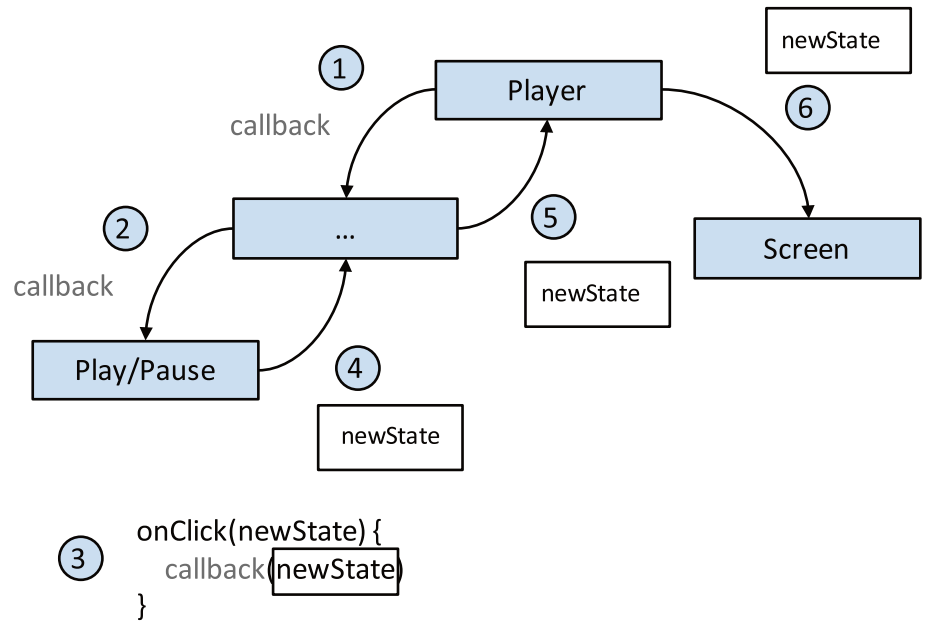 newState
1
Player
6
callback
2
...
5
Screen
callback
newState
Play/Pause
4
newState
3
onClick(newState) {
callback(newState)
}